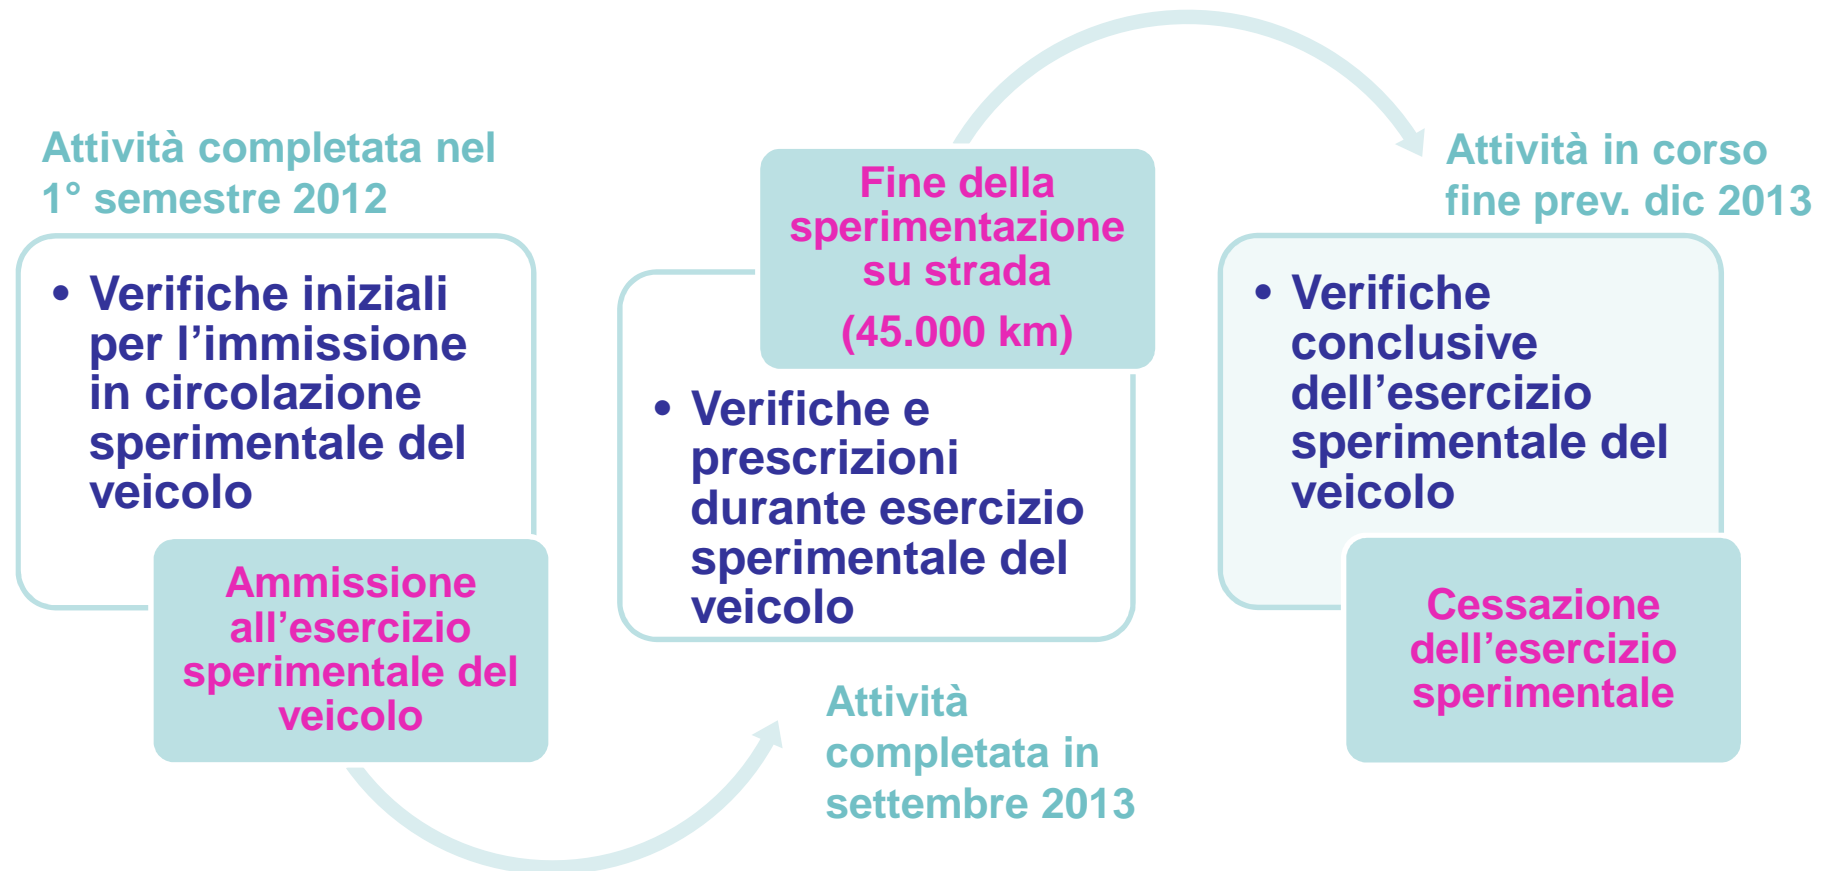 Attività completata nel
1° semestre 2012
• Verifiche iniziali
per l’immissione
in circolazione
sperimentale del
veicolo
Ammissione
all’esercizio
sperimentale del
veicolo
Fine della
sperimentazione
su strada
(45.000 km)
• Verifiche e
prescrizioni
durante esercizio
sperimentale del
veicolo
Attività
completata in
settembre 2013
Attività in corso
fine prev. dic 2013
• Verifiche
conclusive
dell’esercizio
sperimentale del
veicolo
Cessazione
dell’esercizio
sperimentale